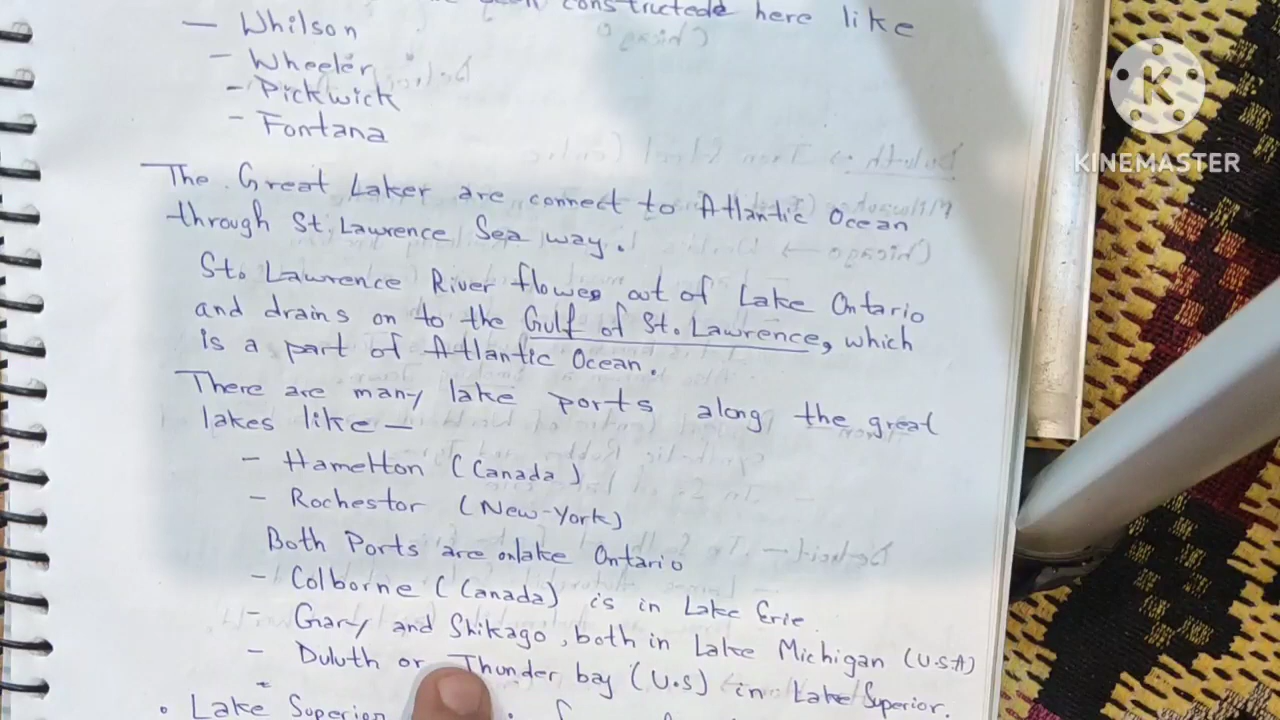 constructede here like
- Whilson
- Wheeler
- Pickwick
- Fontana
The Great Laker are connect to Atlantic Ocean
through St. Lawrence Sea way.
St. Lawrence River flowes out of Lake Ontario
and drains on to the Gulf of St. Lawrence, which
is a part of Atlantic Ocean.
There are many lake ports along the great
lakes like -
- Hamelton (Canada)
- Rochestor (New-York)
Both Ports are onlake Ontario
- Colborne (Canada) is in Lake Erie.
- Gary and Shikago, both in Lake Michigan (U.S.A)
- Duluth or Thunder bay (U.S) in Lake Superior.
• Lake Superior
K
KINEMASTER